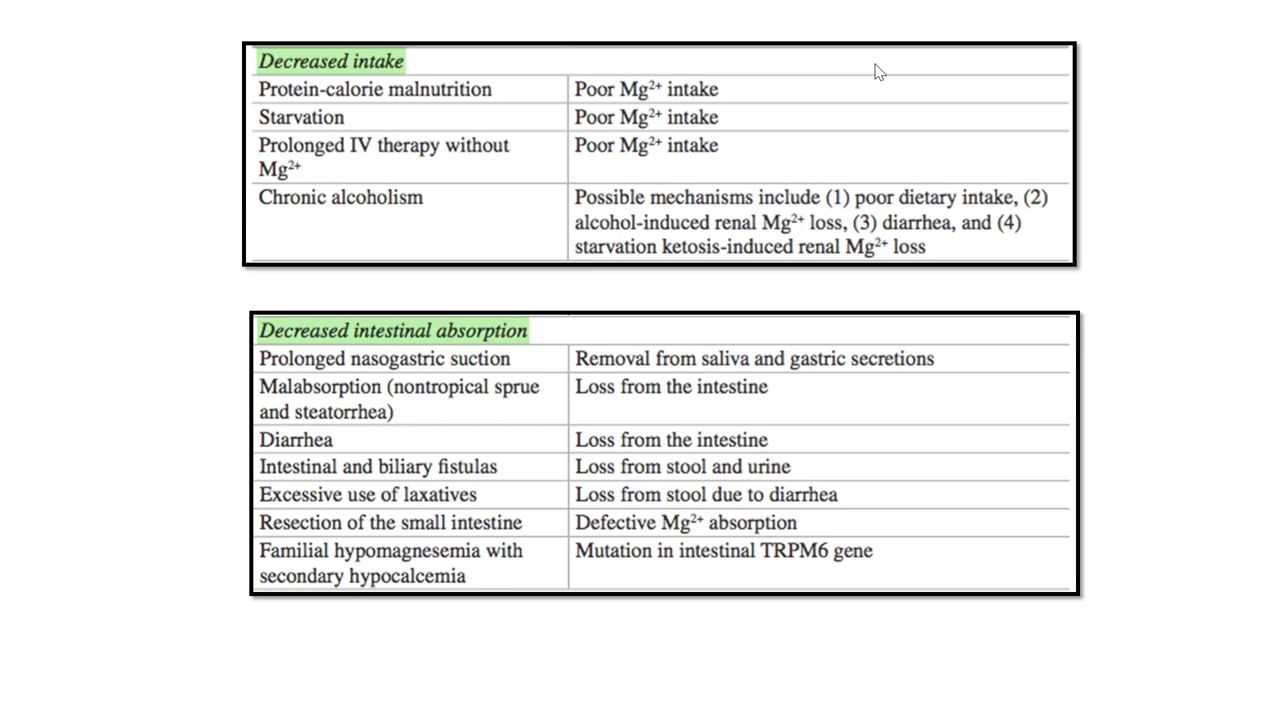 Decreased intake
Protein-calorie malnutrition Poor Mg²⁺ intake
Starvation Poor Mg²⁺ intake
Prolonged IV therapy without Poor Mg²⁺ intake
Mg²⁺
Chronic alcoholism Possible mechanisms include (1) poor dietary intake, (2)
alcohol-induced renal Mg²⁺ loss, (3) diarrhea, and (4)
starvation ketosis-induced renal Mg²⁺ loss
Decreased intestinal absorption
Prolonged nasogastric suction Removal from saliva and gastric secretions
Malabsorption (nontropical sprue Loss from the intestine
and steatorrhea)
Diarrhea Loss from the intestine
Intestinal and biliary fistulas Loss from stool and urine
Excessive use of laxatives Loss from stool due to diarrhea
Resection of the small intestine Defective Mg²⁺ absorption
Familial hypomagnesemia with Mutation in intestinal TRPM6 gene
secondary hypocalcemia